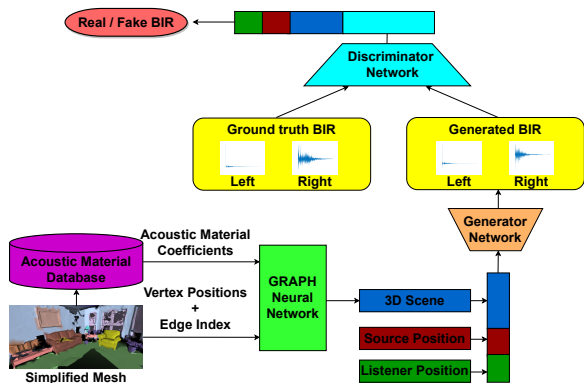 Real / Fake BIR
Discriminator
Network
Ground truth BIR
Left
Right
Generated BIR
Left
Right
Generator
Network
Acoustic Material
Coefficients
Acoustic Material
Database
Vertex Positions
+
Edge Index
GRAPH
Neural
Network
3D Scene
Source Position
Listener Position
Simplified Mesh